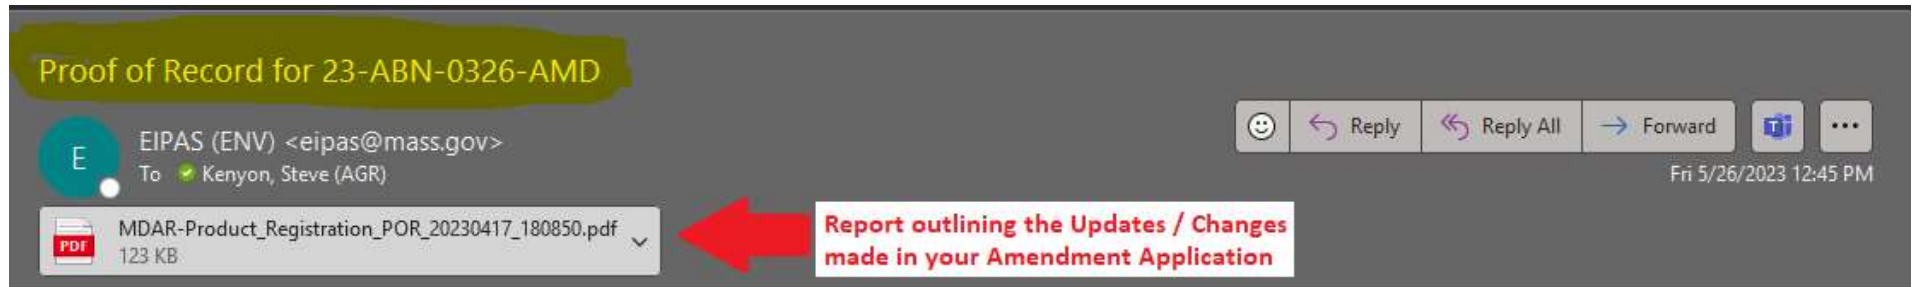 Proof of Record for 23-ABN-0326-AMD
E
EIPAS (ENV) <eipas@mass.gov>
To Kenyon, Steve (AGR)
Reply
Reply All
Forward
Fri 5/26/2023 12:45 PM
PDF
MDAR-Product_Registration_POR_20230417_180850.pdf
123 KB
Report outlining the Updates / Changes
made in your Amendment Application